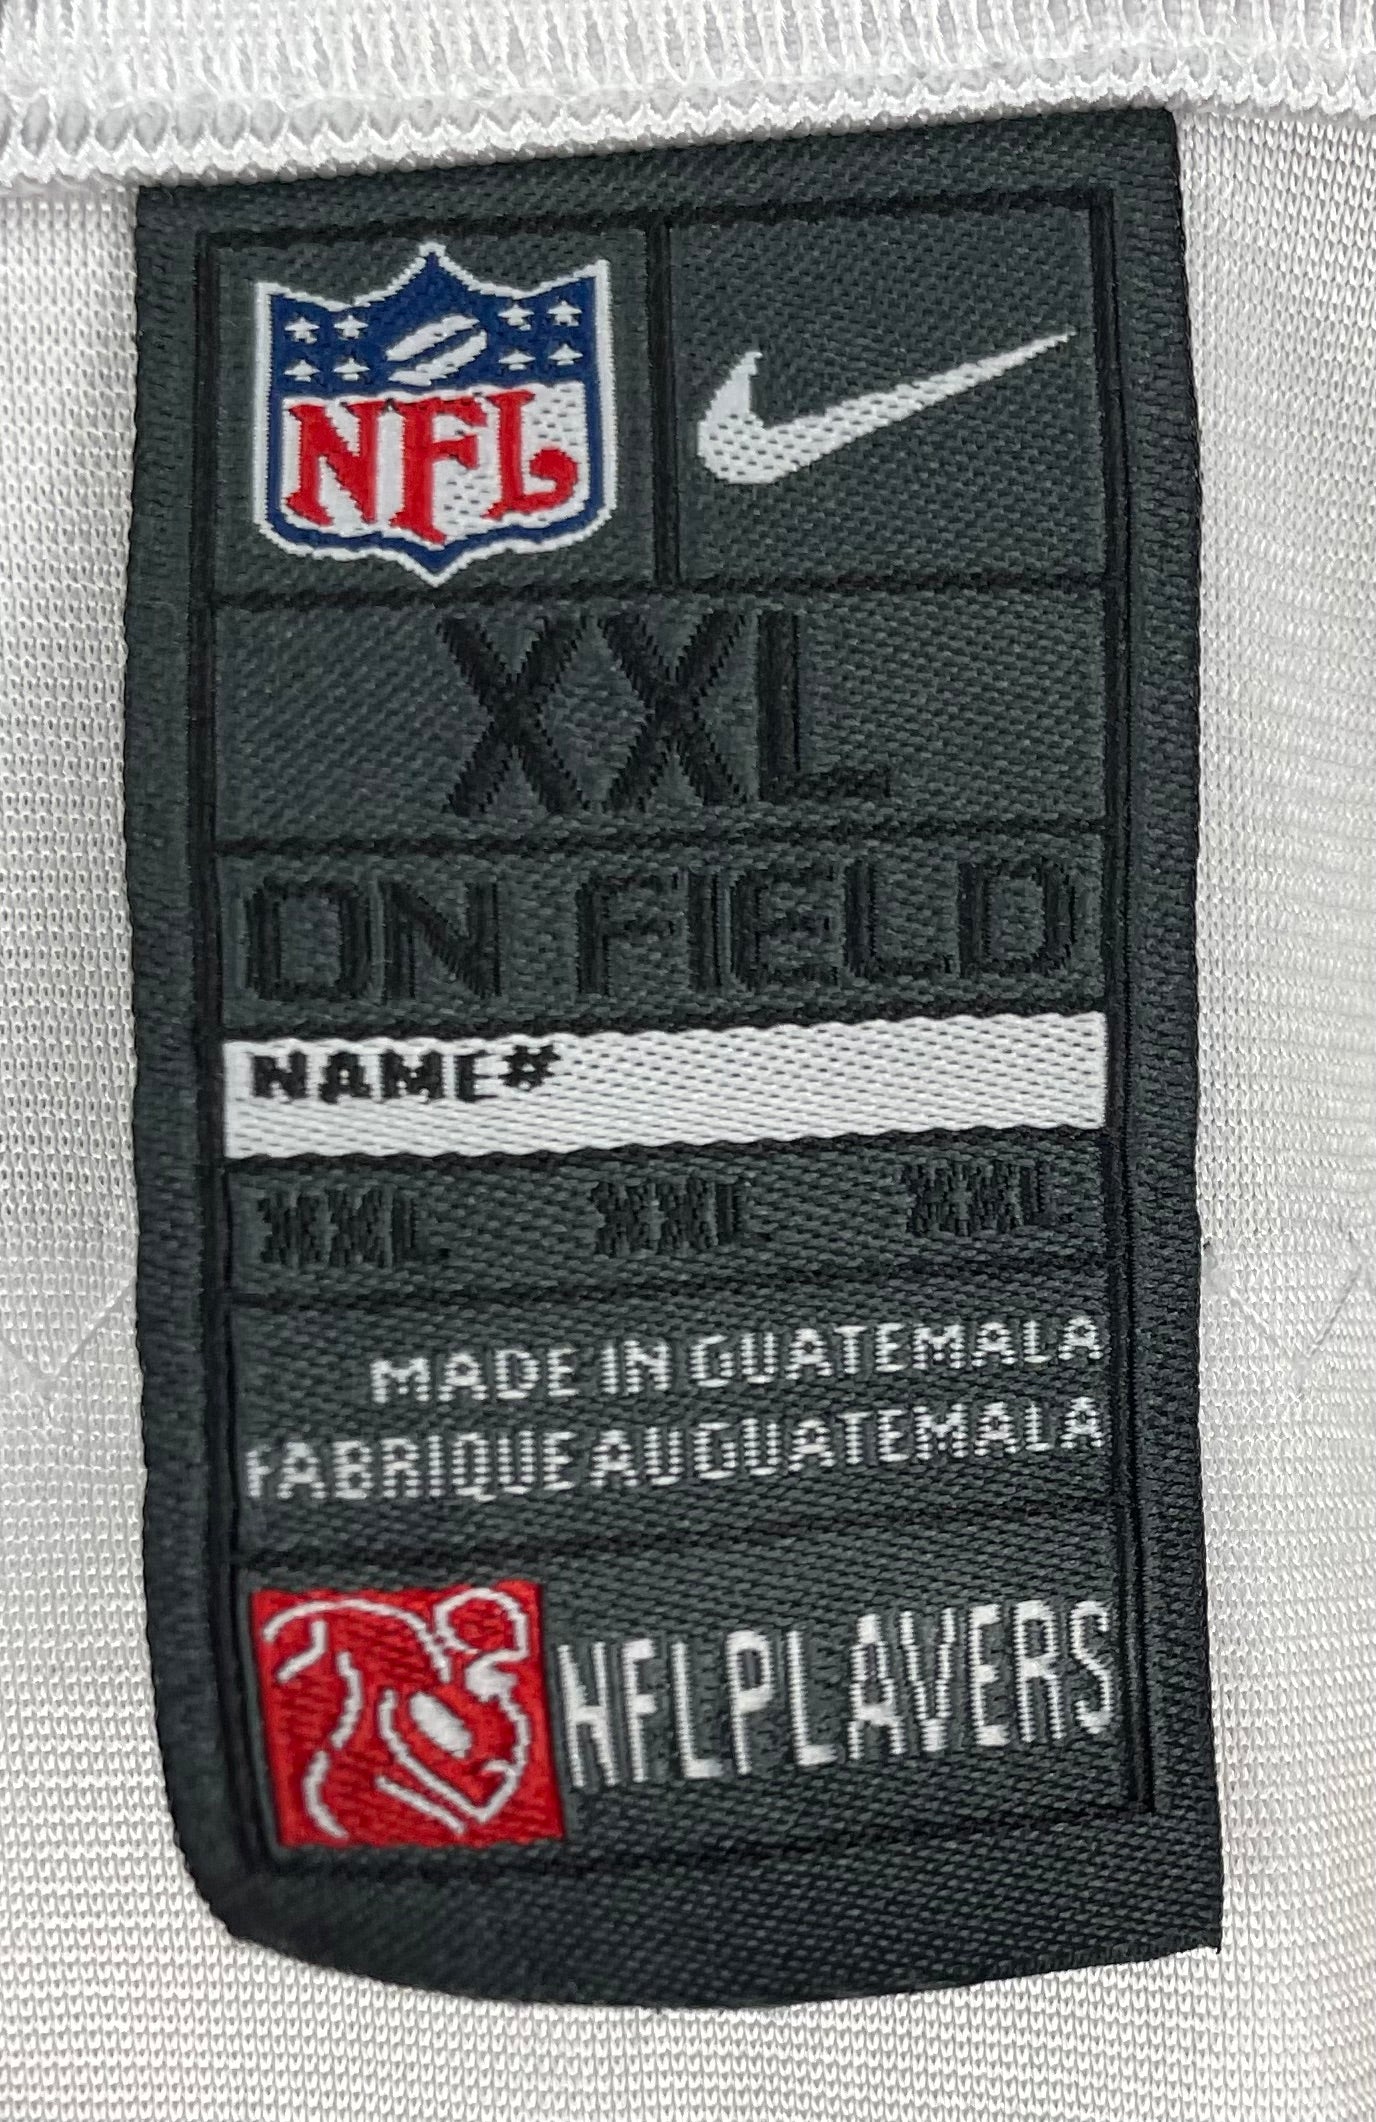 NFL
XXL
ON FIELD
NAME#
XXL XXL XXL
MADE IN GUATEMALA
FABRIQUE AU GUATEMALA
NFLPLAYERS